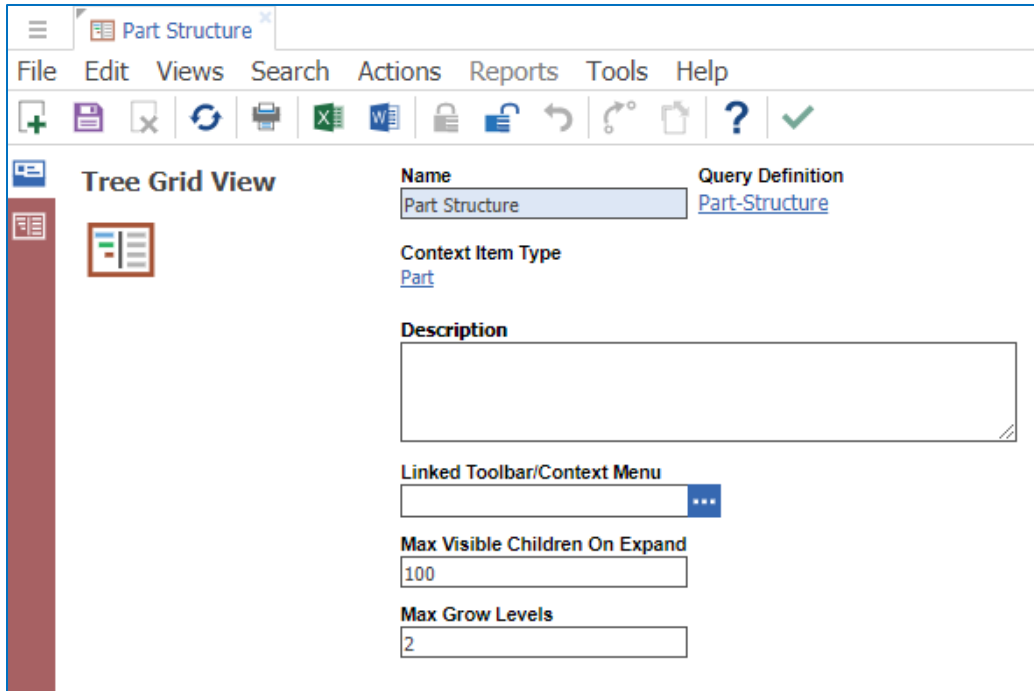 Part Structure
File Edit Views Search Actions Reports Tools Help
Tree Grid View
Name
Part Structure
Query Definition
Part-Structure
Context Item Type
Part
Description
Linked Toolbar/Context Menu
...
Max Visible Children On Expand
100
Max Grow Levels
2